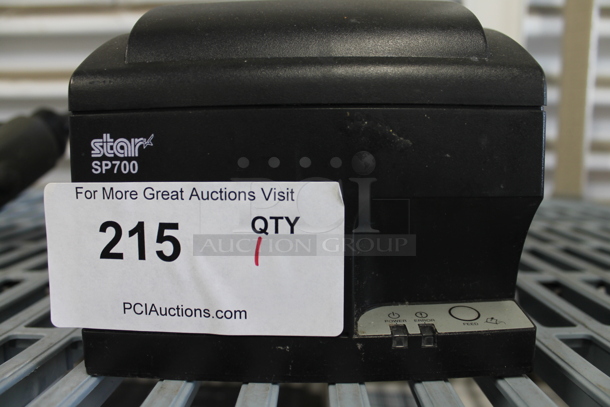 star
SP700
For More Great Auctions Visit
215
QTY
1
PCIAuctions.com
PCI
AUCTION GROUP
POWER
ERROR
FEED